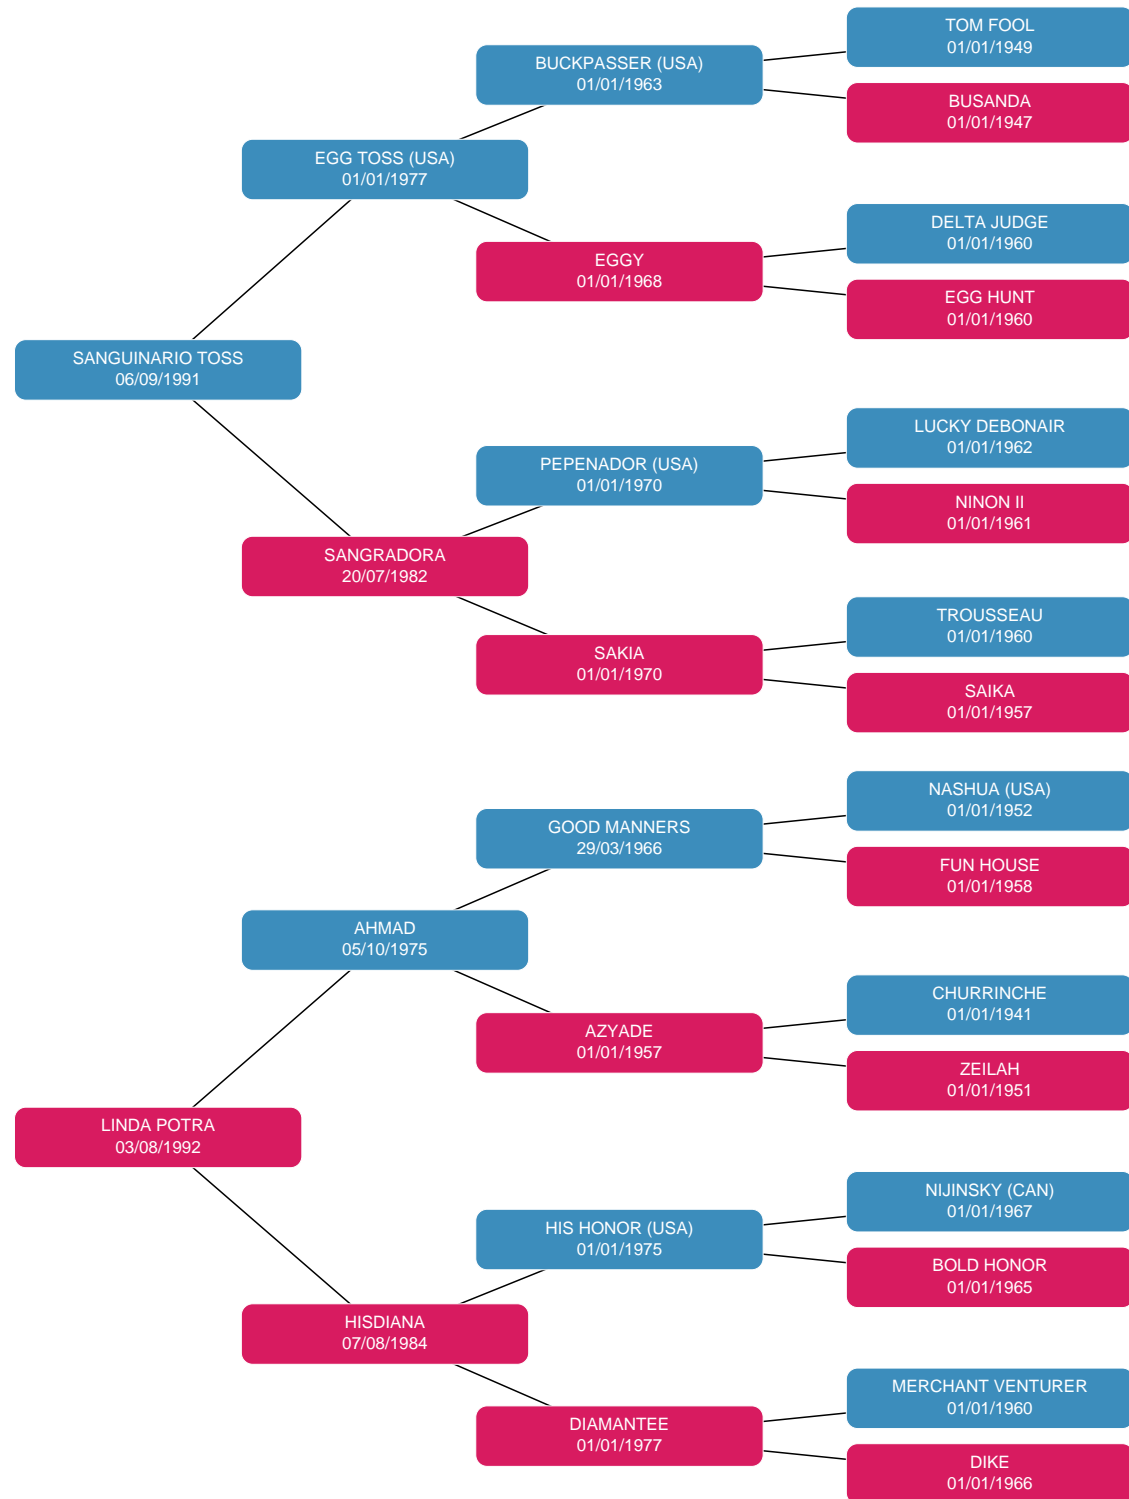 TOM FOOL
01/01/1949
BUCKPASSER (USA)
01/01/1963
BUSANDA
01/01/1947
EGG TOSS (USA)
01/01/1977
DELTA JUDGE
01/01/1960
EGGY
01/01/1968
EGG HUNT
01/01/1960
SANGUINARIO TOSS
06/09/1991
LUCKY DEBONAIR
01/01/1962
PEPENADOR (USA)
01/01/1970
NINON II
01/01/1961
SANGRADORA
20/07/1982
TROUSSEAU
01/01/1960
SAKIA
01/01/1970
SAIKA
01/01/1957
NASHUA (USA)
01/01/1952
GOOD MANNERS
29/03/1966
FUN HOUSE
01/01/1958
AHMAD
05/10/1975
CHURRINCHE
01/01/1941
AZYADE
01/01/1957
ZEILAH
01/01/1951
LINDA POTRA
03/08/1992
NIJINSKY (CAN)
01/01/1967
HIS HONOR (USA)
01/01/1975
BOLD HONOR
01/01/1965
HISDIANA
07/08/1984
MERCHANT VENTURER
01/01/1960
DIAMANTEE
01/01/1977
DIKE
01/01/1966